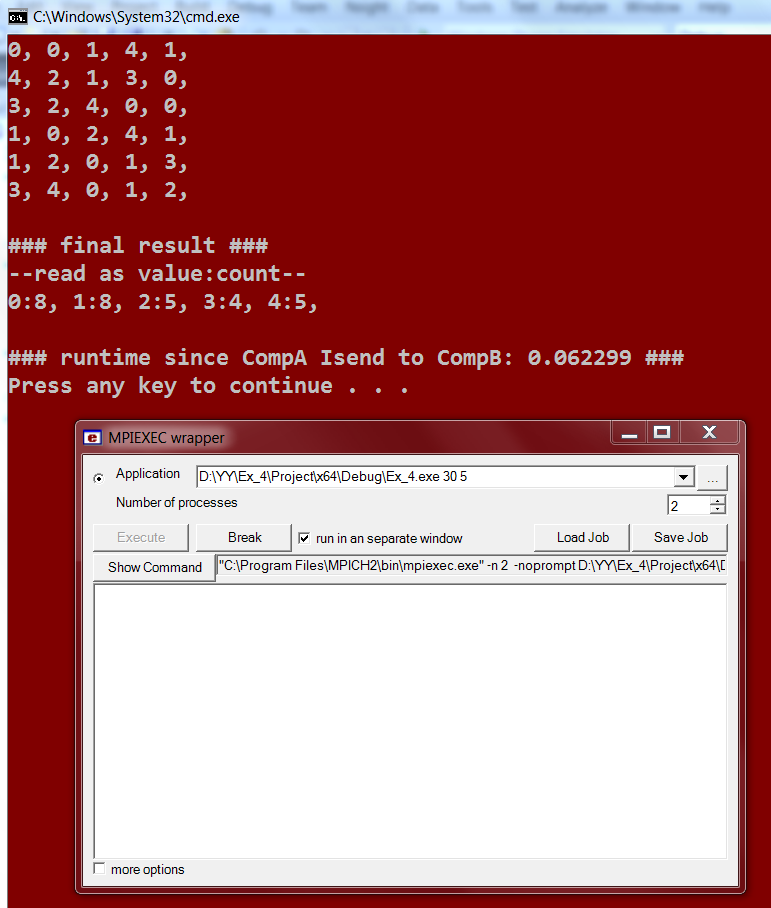 C:\Windows\System32\cmd.exe
0, 0, 1, 4, 1,
4, 2, 1, 3, 0,
3, 2, 4, 0, 0,
1, 0, 2, 4, 1,
1, 2, 0, 1, 3,
3, 4, 0, 1, 2,
### final result ###
--read as value:count--
0:8, 1:8, 2:5, 3:4, 4:5,
### runtime since CompA Isend to CompB: 0.062299 ###
Press any key to continue . . .
MPIEXEC wrapper
Application D:\YY\Ex_4\Project\x64\Debug\Ex_4.exe 30 5 ...
Number of processes 2
Execute Break run in an separate window Load Job Save Job
Show Command "C:\Program Files\MPICH2\bin\mpiexec.exe" -n 2 -noprompt D:\YY\Ex_4\Project\x64\D
more options